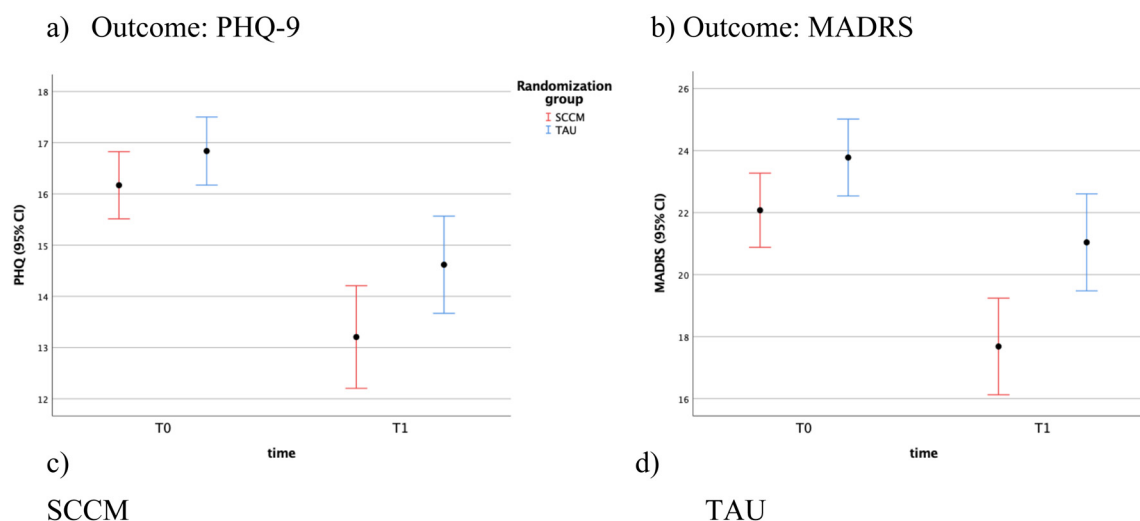 a) Outcome: PHQ-9
b) Outcome: MADRS
18
17
16
15
14
13
12
PHQ (95% CI)
T0
T1
time
Randomization
group
SCCM
TAU
26
24
22
20
18
16
MADRS (95% CI)
T0
T1
time
c)
d)
SCCM
TAU